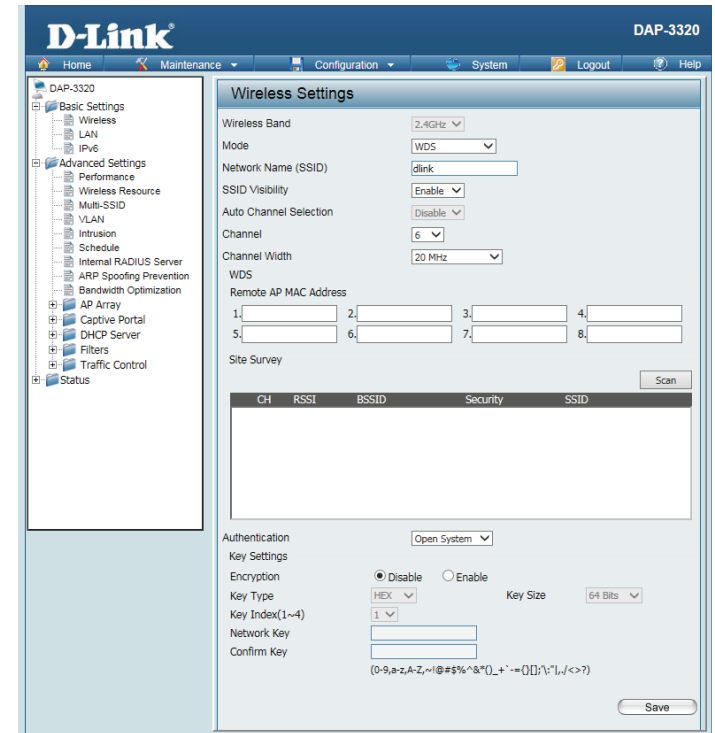 D-Link®
DAP-3320
Home Maintenance Configuration System Logout Help
DAP-3320
Basic Settings
Wireless
LAN
IPv6
Advanced Settings
Performance
Wireless Resource
Multi-SSID
VLAN
Intrusion
Schedule
Internal RADIUS Server
ARP Spoofing Prevention
Bandwidth Optimization
AP Array
Captive Portal
DHCP Server
Filters
Traffic Control
Status
Wireless Settings
Wireless Band 2.4GHz
Mode WDS
Network Name (SSID) dlink
SSID Visibility Enable
Auto Channel Selection Disable
Channel 6
Channel Width 20 MHz
WDS
Remote AP MAC Address
1. 2. 3. 4.
5. 6. 7. 8.
Site Survey
Scan
CH RSSI BSSID Security SSID
Authentication Open System
Key Settings
Encryption Disable Enable
Key Type HEX Key Size 64 Bits
Key Index(1~4) 1
Network Key
Confirm Key
(0-9,a-z,A-Z,~!@#$%^&*()_+`-={}[];'\:"|,./<>?)
Save